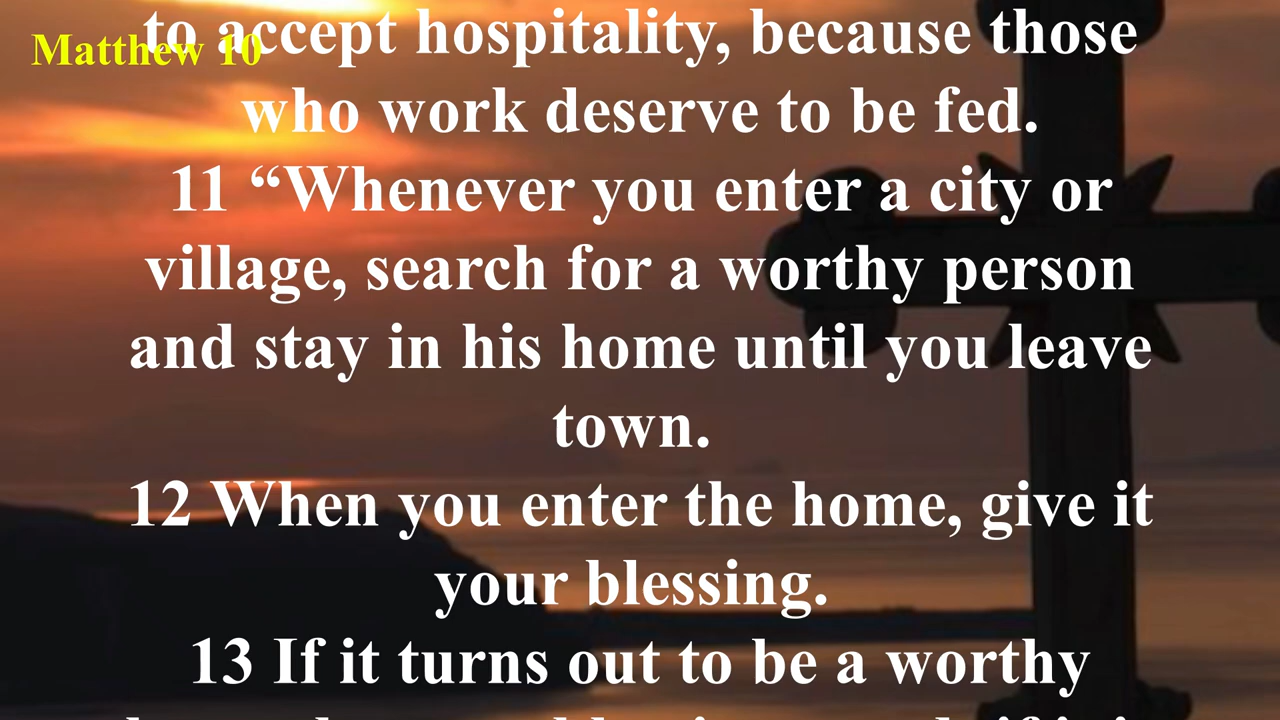 Matthew 10
to accept hospitality, because those
who work deserve to be fed.
11 “Whenever you enter a city or
village, search for a worthy person
and stay in his home until you leave
town.
12 When you enter the home, give it
your blessing.
13 If it turns out to be a worthy